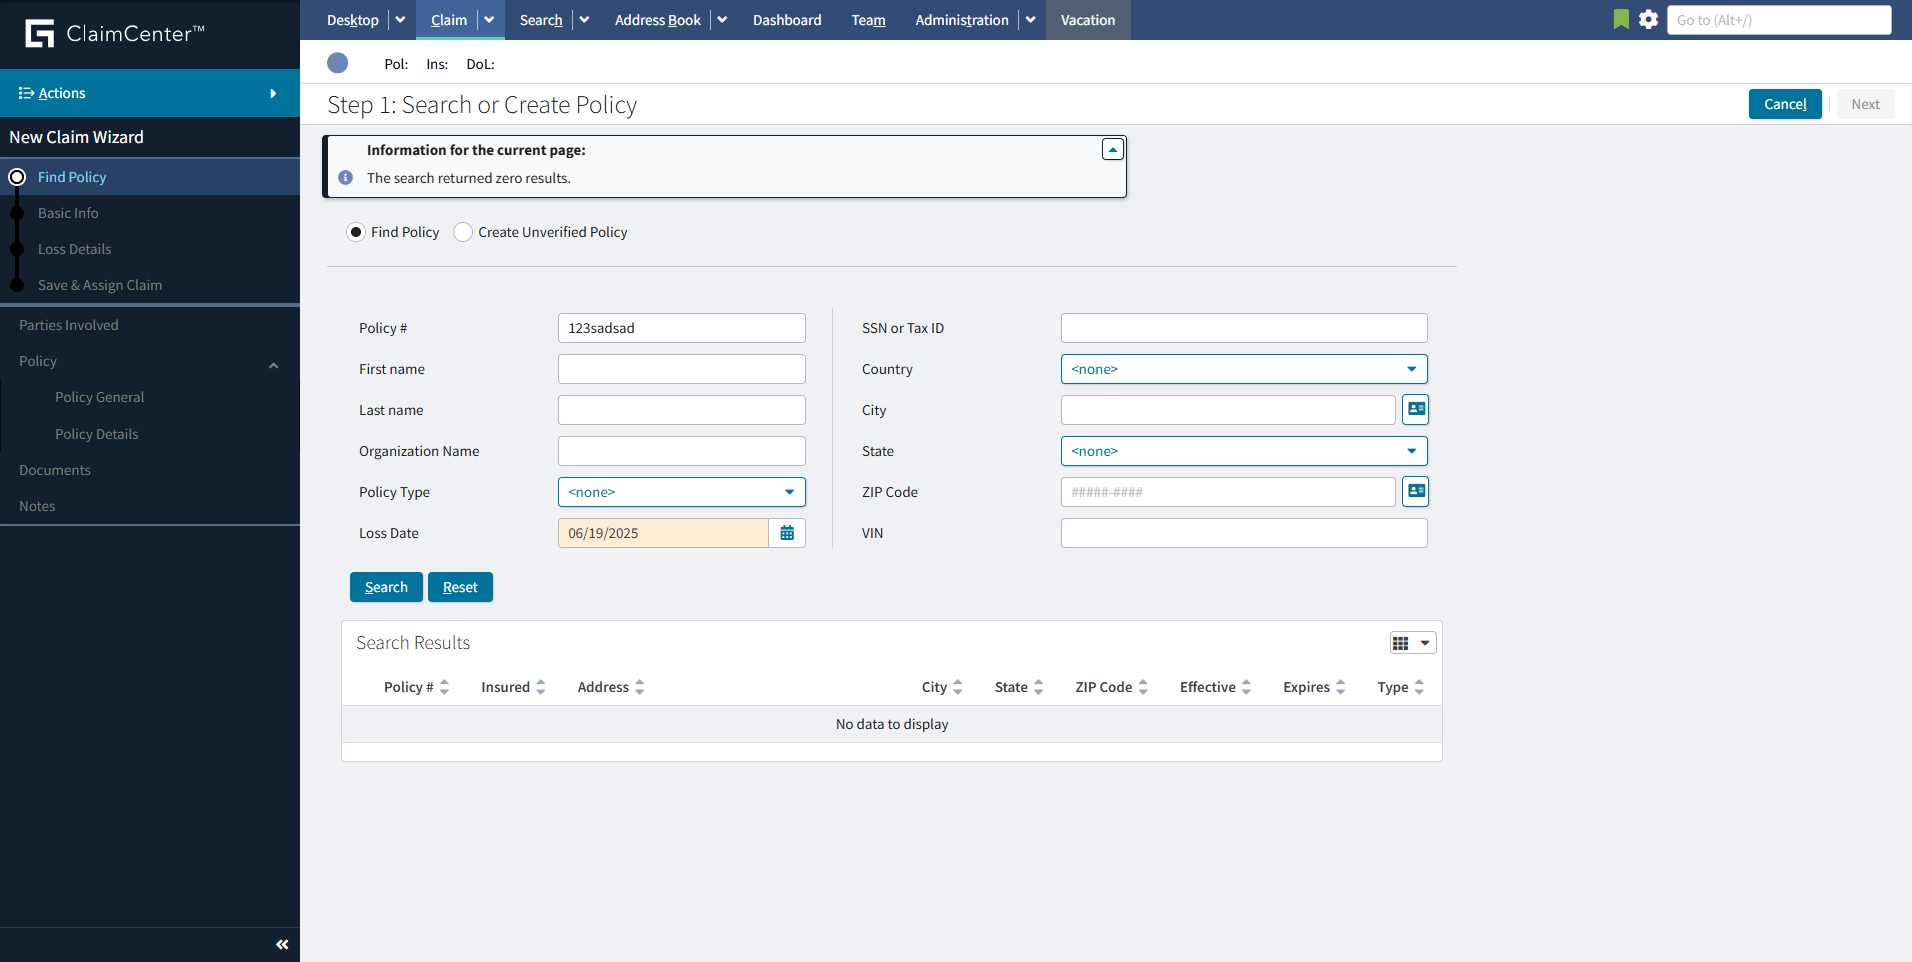 ClaimCenter™
Desktop Claim Search Address Book Dashboard Team Administration Vacation
Go to (Alt+/)
Actions
New Claim Wizard
Find Policy
Basic Info
Loss Details
Save & Assign Claim
Parties Involved
Policy
Policy General
Policy Details
Documents
Notes
Pol: Ins: DoL:
Step 1: Search or Create Policy
Cancel Next
Information for the current page:
The search returned zero results.
Find Policy Create Unverified Policy
Policy # 123sadsad
First name
Last name
Organization Name
Policy Type <none>
Loss Date 06/19/2025
SSN or Tax ID
Country <none>
City
State <none>
ZIP Code #####-####
VIN
Search Reset
Search Results
Policy # Insured Address City State ZIP Code Effective Expires Type
No data to display